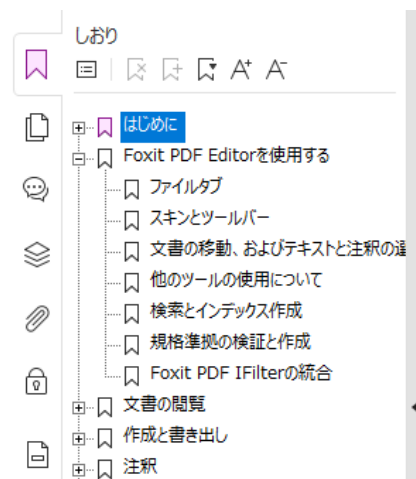 しおり
A⁺ A⁻
はじめに
Foxit PDF Editorを使用する
ファイルタブ
スキンとツールバー
文書の移動、およびテキストと注釈の選
他のツールの使用について
検索とインデックス作成
規格準拠の検証と作成
Foxit PDF IFilterの統合
文書の閲覧
作成と書き出し
注釈